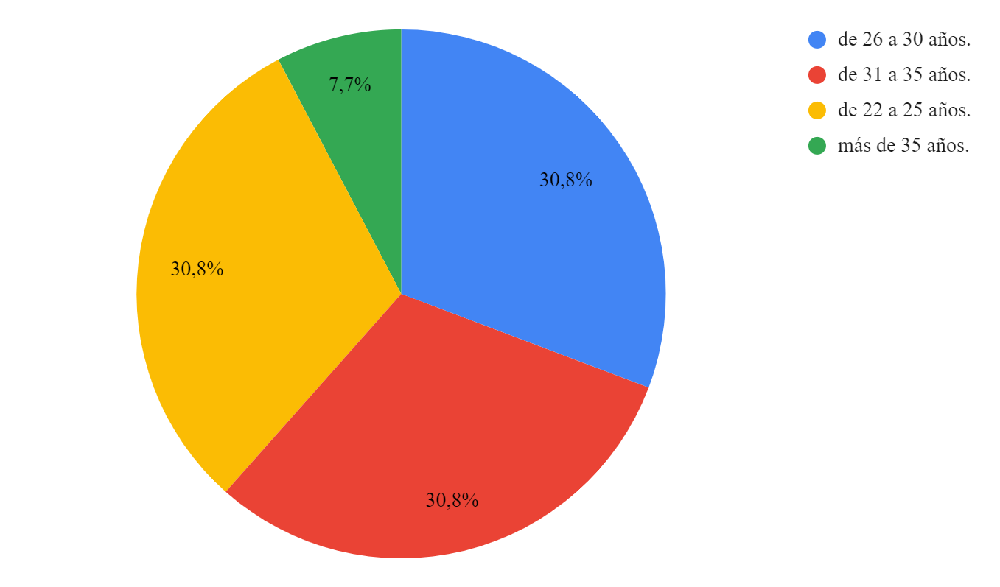 de 26 a 30 años.
de 31 a 35 años.
de 22 a 25 años.
más de 35 años.
7,7%
30,8%
30,8%
30,8%